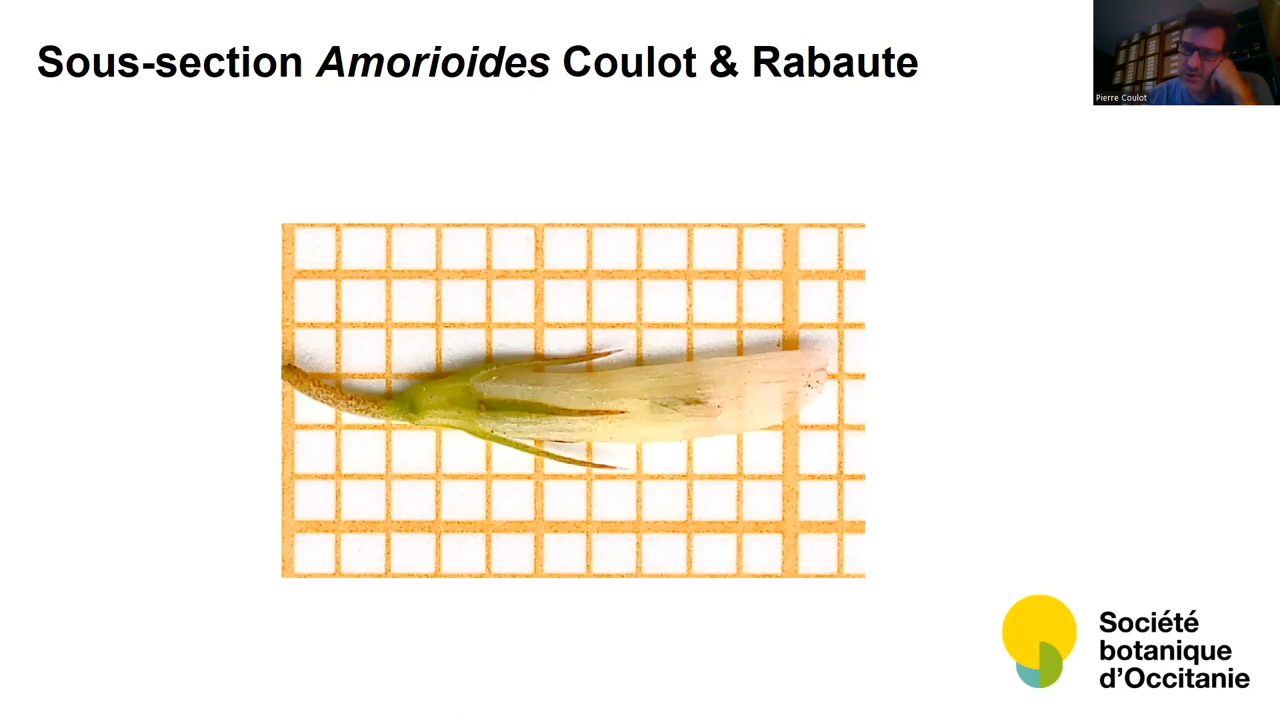 Sous-section Amorioides Coulot & Rabaute
Pierre Coulot
Société
botanique
d'Occitanie